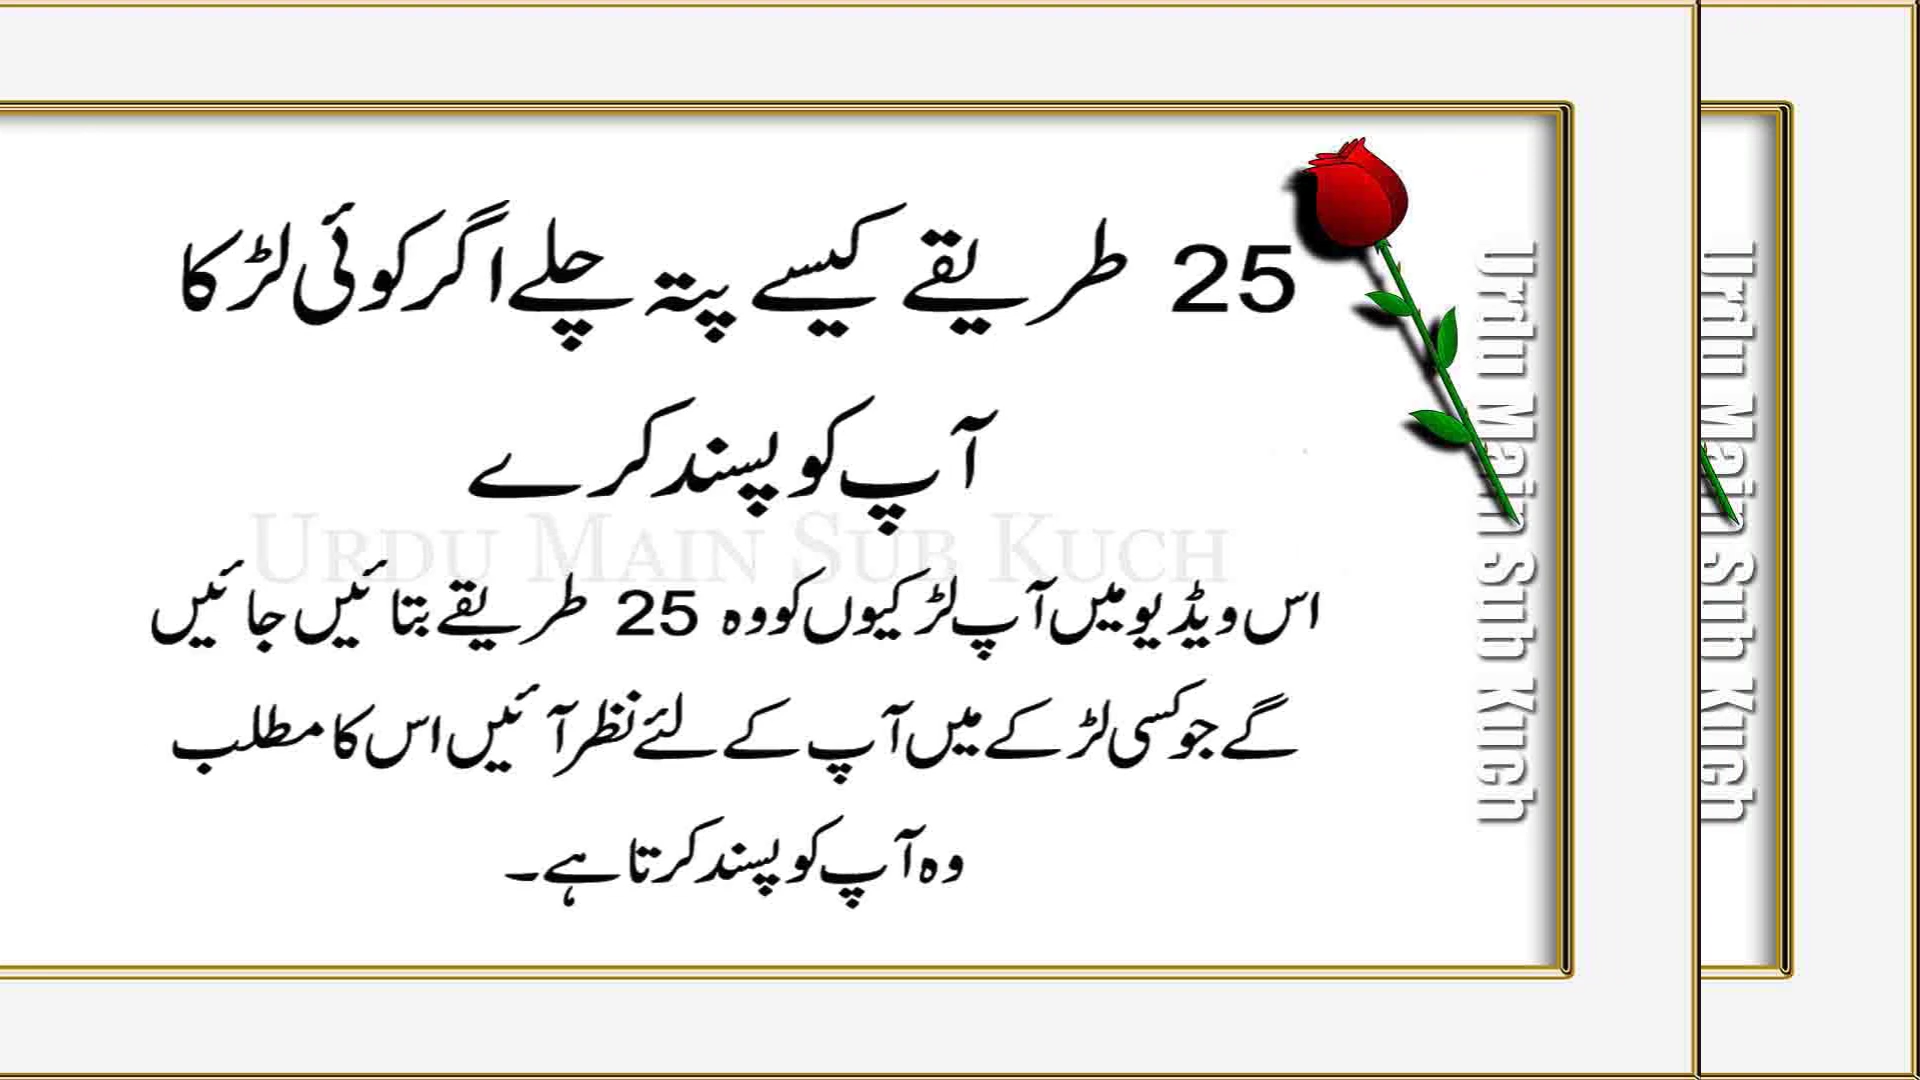 25 طریقے کیسے پتہ چلے اگر کوئی لڑکا
آپ کو پسند کرے
Urdu Main Sub Kuch
اس ویڈیو میں آپ لڑکیوں کو وہ 25 طریقے بتائیں جائیں
گے جو کسی لڑکے میں آپ کے لئے نظر آئیں اس کا مطلب
وہ آپ کو پسند کرتا ہے۔
Urdu Main Sub Kuch
Urdu Main Sub Kuch